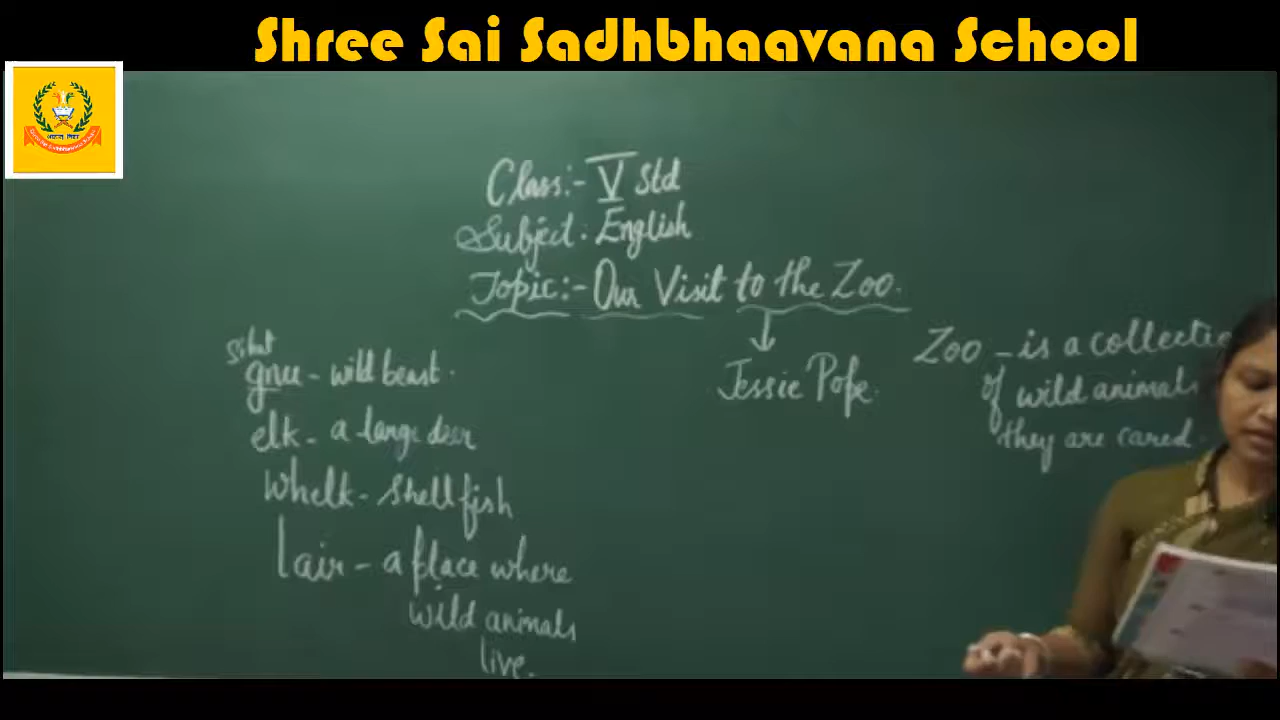 Shree Sai Sadhbhaavana School
Class:- V Std
Subject: English
Topic:- Our Visit to the Zoo.
Jessie Pope.
gnu - wild beast.
elk - a large deer
whelk - shell fish
lair - a place where
wild animals
live.
Zoo - is a collectio
of wild animals
they are cared